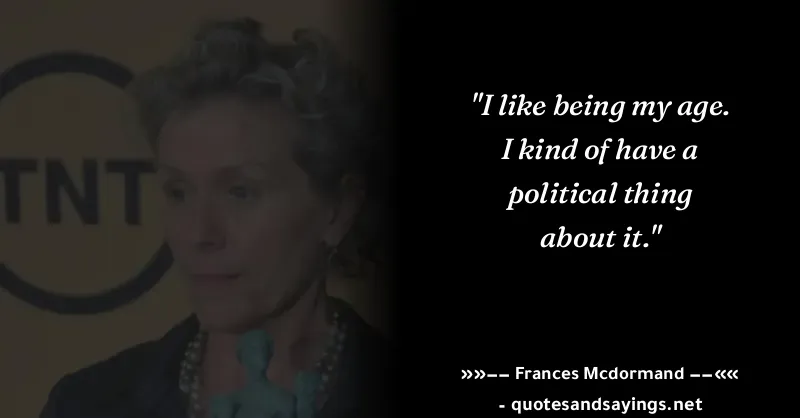 TNT
"I like being my age.
I kind of have a
political thing
about it."
»»–– Frances Mcdormand ––««
- quotesandsayings.net